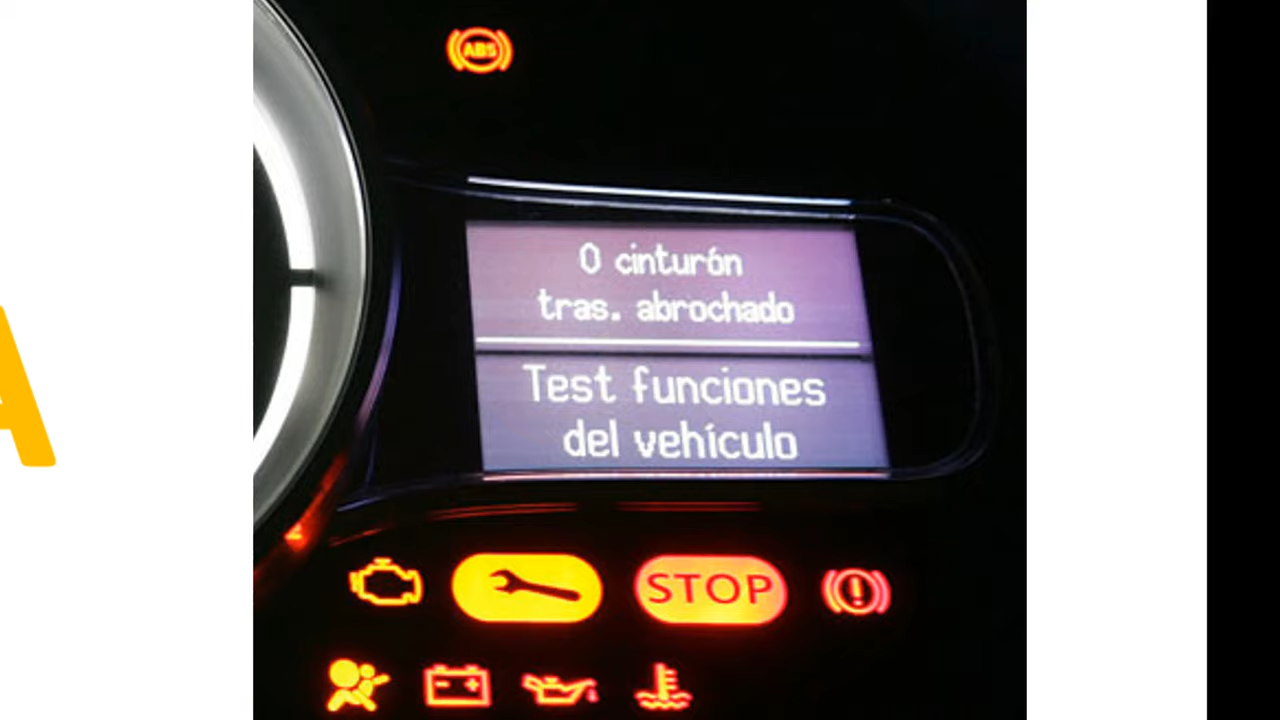 ABS
0 cinturón
tras. abrochado
Test funciones
del vehículo
STOP
A